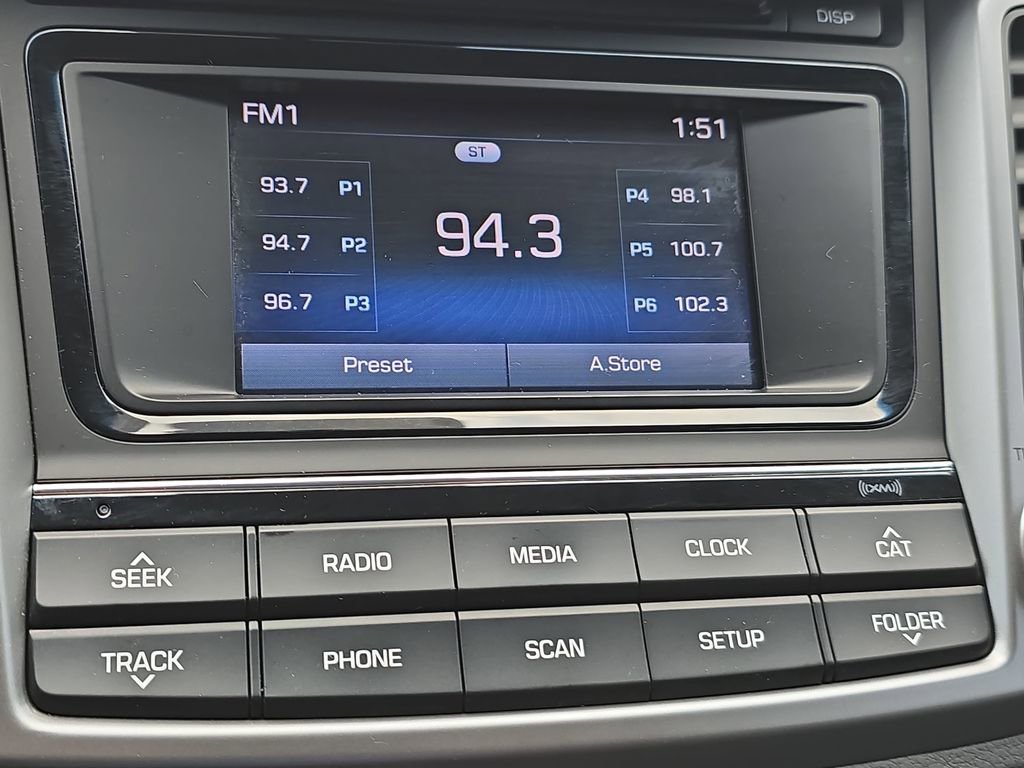 DISP
FM1 1:51
ST
93.7 P1
94.7 P2
96.7 P3
94.3
P4 98.1
P5 100.7
P6 102.3
Preset A.Store
((XM))
SEEK RADIO MEDIA CLOCK CAT
TRACK PHONE SCAN SETUP FOLDER